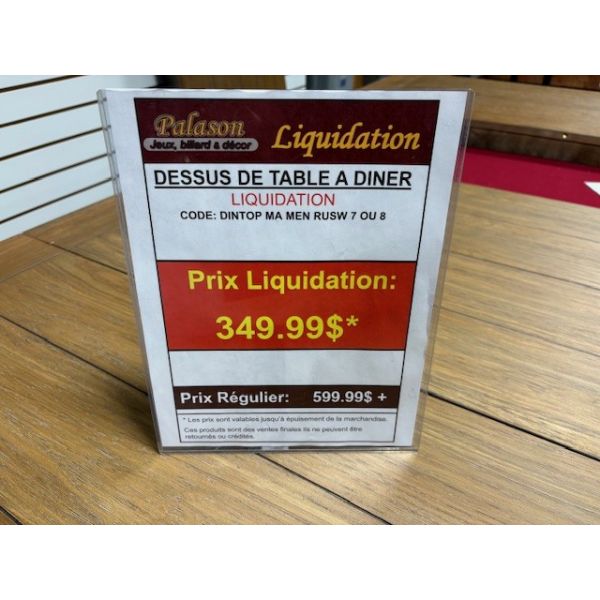 Palason
Jeux, billard & décor
Liquidation
DESSUS DE TABLE A DINER
LIQUIDATION
CODE: DINTOP MA MEN RUSW 7 OU 8
Prix Liquidation:
349.99$*
Prix Régulier: 599.99$ +
* Les prix sont valables jusqu'à épuisement de la marchandise.
Ces produits sont des ventes finales ils ne peuvent être
retournés ou crédités.